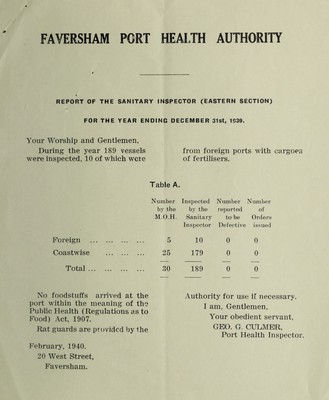 FAVERSHAM PORT HEALTH AUTHORITY
REPORT OF THE SANITARY INSPECTOR (EASTERN SECTION)
FOR THE YEAR ENDING DECEMBER 31st, 1939.
Your Worship and Gentlemen,
During the year 189 vessels
were inspected, 10 of which were
from foreign ports with cargoes
of fertilisers.
Table A.
Number Inspected Number Number
by the by the reported of
M.O.H. Sanitary to be Orders
Inspector Defective issued
Foreign ... ... ... ... 5 10 0 0
Coastwise ... ... ... 25 179 0 0
Total ... ... ... ... 30 189 0 0
No foodstuffs arrived at the
port within the meaning of the
Public Health (Regulations as to
Food) Act, 1907.
Rat guards are provided by the
Authority for use if necessary.
I am, Gentlemen,
Your obedient servant,
GEO. G. CULMER,
Port Health Inspector.
February, 1940.
20 West Street,
Faversham.